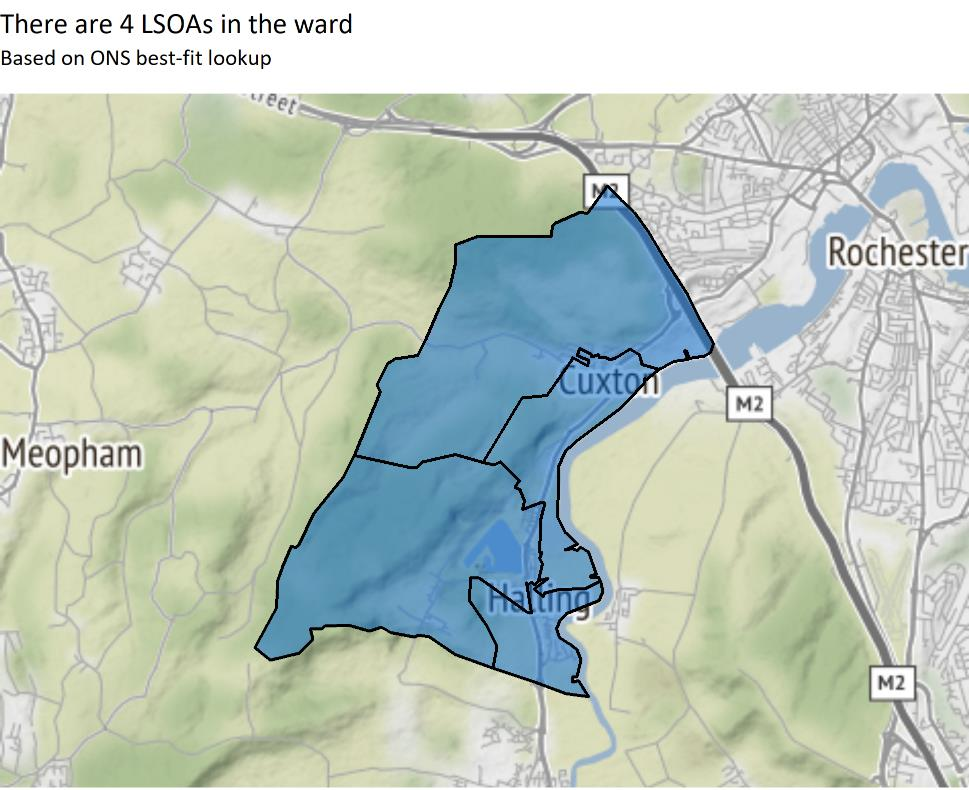 There are 4 LSOAs in the ward
Based on ONS best-fit lookup
M2
Rochester
Cuxton
M2
Meopham
Halling
M2